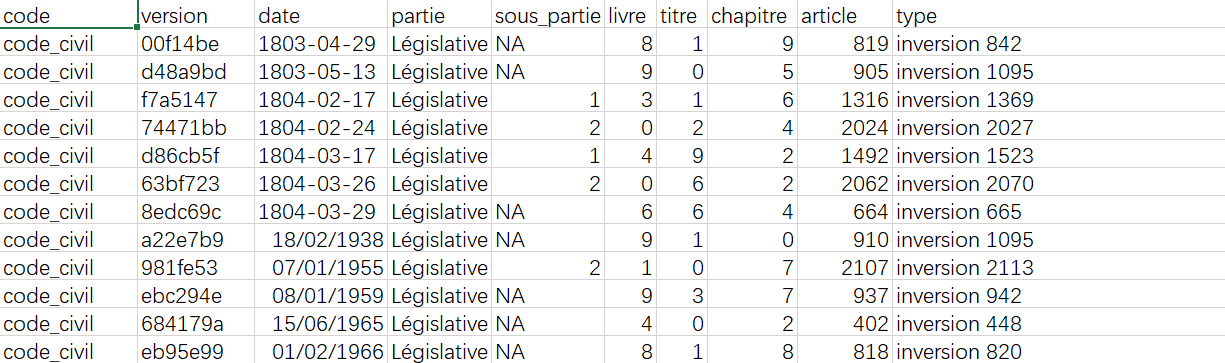 code version date partie sous_partie livre titre chapitre article type
code_civil 00f14be 1803-04-29 Législative NA 8 1 9 819 inversion 842
code_civil d48a9bd 1803-05-13 Législative NA 9 0 5 905 inversion 1095
code_civil f7a5147 1804-02-17 Législative 1 3 1 6 1316 inversion 1369
code_civil 74471bb 1804-02-24 Législative 2 0 2 4 2024 inversion 2027
code_civil d86cb5f 1804-03-17 Législative 1 4 9 2 1492 inversion 1523
code_civil 63bf723 1804-03-26 Législative 2 0 6 2 2062 inversion 2070
code_civil 8edc69c 1804-03-29 Législative NA 6 6 4 664 inversion 665
code_civil a22e7b9 18/02/1938 Législative NA 9 1 0 910 inversion 1095
code_civil 981fe53 07/01/1955 Législative 2 1 0 7 2107 inversion 2113
code_civil ebc294e 08/01/1959 Législative NA 9 3 7 937 inversion 942
code_civil 684179a 15/06/1965 Législative NA 4 0 2 402 inversion 448
code_civil eb95e99 01/02/1966 Législative NA 8 1 8 818 inversion 820